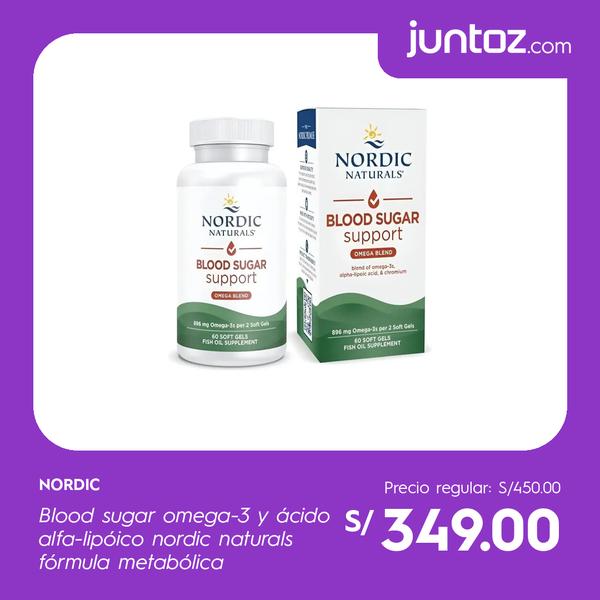 juntoz.com
NORDIC
NATURALS®
BLOOD SUGAR
support
OMEGA BLEND
896 mg Omega-3s per 2 Soft Gels
60 SOFT GELS
FISH OIL SUPPLEMENT
NORDIC
NATURALS®
BLOOD SUGAR
support
OMEGA BLEND
blend of omega-3s,
alpha-lipoic acid, & chromium
896 mg Omega-3s per 2 Soft Gels
60 SOFT GELS
FISH OIL SUPPLEMENT
NORDIC
Blood sugar omega-3 y ácido
alfa-lipóico nordic naturals
fórmula metabólica
Precio regular: S/450.00
S/ 349.00